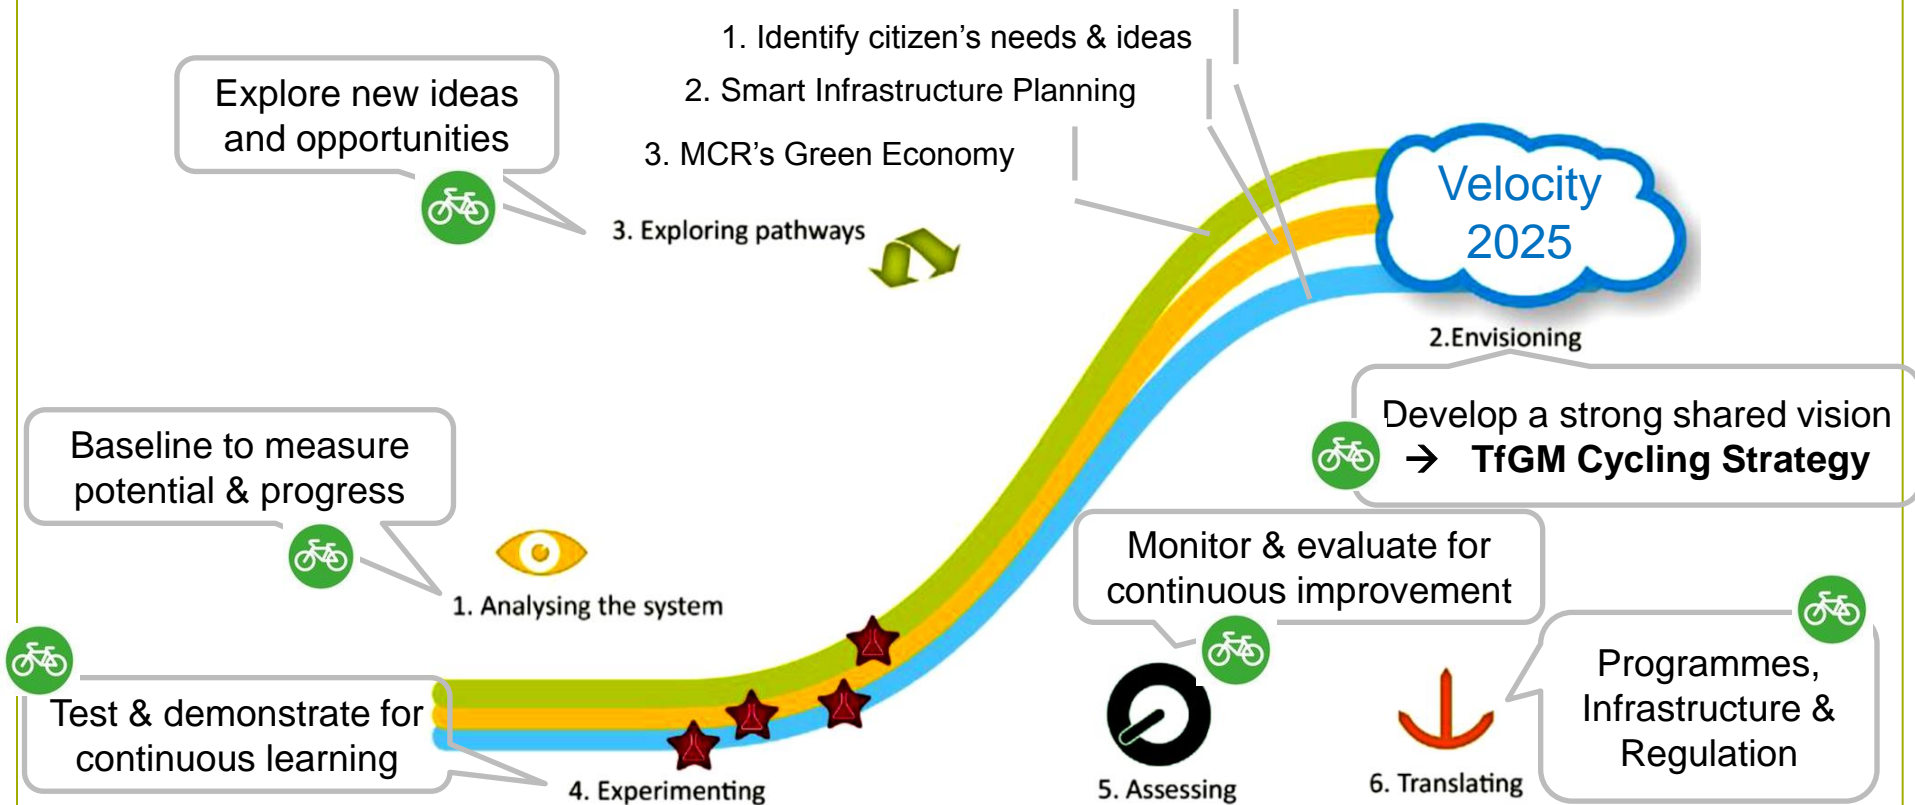 1. Identify citizen's needs & ideas
2. Smart Infrastructure Planning
3. MCR's Green Economy
Explore new ideas
and opportunities
3. Exploring pathways
Velocity
2025
2.Envisioning
Develop a strong shared vision
→ TfGM Cycling Strategy
Baseline to measure
potential & progress
1. Analysing the system
Monitor & evaluate for
continuous improvement
Test & demonstrate for
continuous learning
4. Experimenting
5. Assessing
6. Translating
Programmes,
Infrastructure &
Regulation